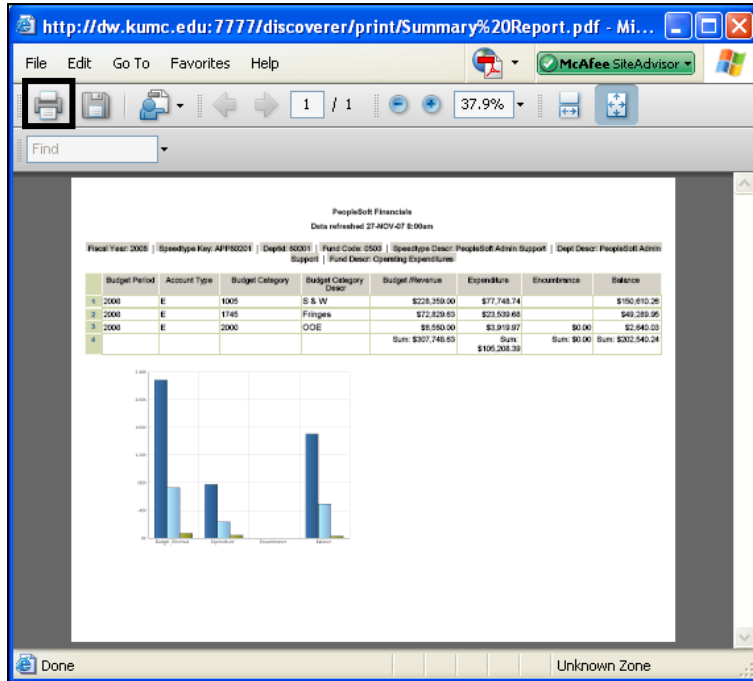 http://dw.kumc.edu:7777/discoverer/print/Summary%20Report.pdf - Mi...
File Edit Go To Favorites Help McAfee SiteAdvisor
1 / 1 37.9%
Find
PeopleSoft Financials
Data refreshed 27-NOV-07 8:00am
Fiscal Year: 2008 | Speedtype Key: APP60201 | Deptid: 60201 | Fund Code: 0503 | Speedtype Descr: PeopleSoft Admin Support | Dept Descr: PeopleSoft Admin
Support | Fund Descr: Operating Expenditures
Budget Period Account Type Budget Category Budget Category Descr Budget /Revenue Expenditure Encumbrance Balance
1 2008 E 1005 S & W $228,359.00 $77,748.74 $150,610.26
2 2008 E 1745 Fringes $72,829.63 $23,539.68 $49,289.95
3 2008 E 2000 OOE $6,560.00 $3,919.97 $0.00 $2,640.03
4 Sum: $307,748.63 Sum: $105,208.39 Sum: $0.00 Sum: $202,540.24
Done Unknown Zone